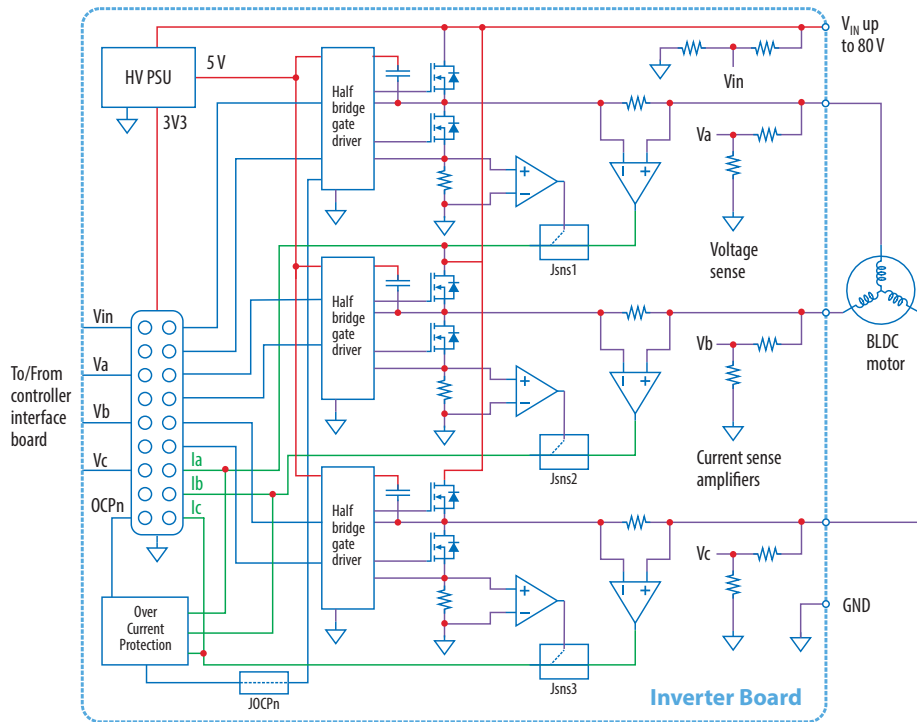 V_IN up
to 80 V
HV PSU
5 V
3V3
Half
bridge
gate
driver
Vin
Va
+
−
Jsns1
Voltage
sense
Half
bridge
gate
driver
Vb
+
−
Jsns2
BLDC
motor
Current sense
amplifiers
To/From
controller
interface
board
Vin
Va
Vb
Vc
OCPn
Ia
Ib
Ic
Half
bridge
gate
driver
Vc
+
−
Jsns3
GND
Over
Current
Protection
JOCPn
Inverter Board